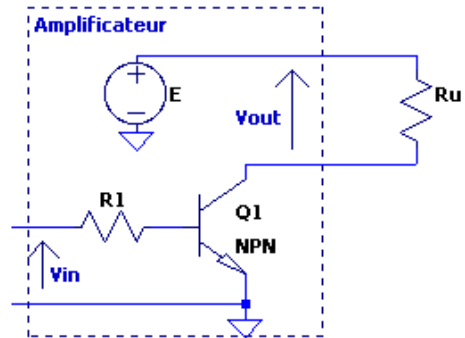 Amplificateur
E
Vout
Ru
R1
Q1
NPN
Vin